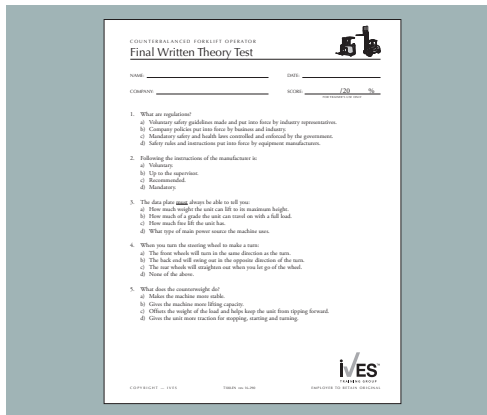 COUNTERBALANCED FORKLIFT OPERATOR
Final Written Theory Test
NAME:
DATE:
COMPANY:
SCORE: /20 %
1. What are regulations?
a) Voluntary safety guidelines made and put into force by industry representatives.
b) Company policies put into force by business and industry.
c) Mandatory safety and health laws controlled and enforced by the government.
d) Safety rules and instructions put into force by equipment manufacturers.
2. Following the instructions of the manufacturer is:
a) Voluntary.
b) Up to the supervisor.
c) Recommended.
d) Mandatory.
3. The data plate must always be able to tell you:
a) How much weight the unit can lift to its maximum height.
b) How much of a grade the unit can travel on with a full load.
c) How much free lift the unit has.
d) What type of main power source the machine uses.
4. When you turn the steering wheel to make a turn:
a) The front wheels will turn in the same direction as the turn.
b) The back end will swing out in the opposite direction of the turn.
c) The rear wheels will straighten out when you let go of the wheel.
d) None of the above.
5. What does the counterweight do?
a) Makes the machine more stable.
b) Gives the machine more lifting capacity.
c) Offsets the weight of the load and helps keep the unit from tipping forward.
d) Gives the unit more traction for stopping, starting and turning.
iVES
TRAINING GROUP
EMPLOYER TO RETAIN ORIGINAL